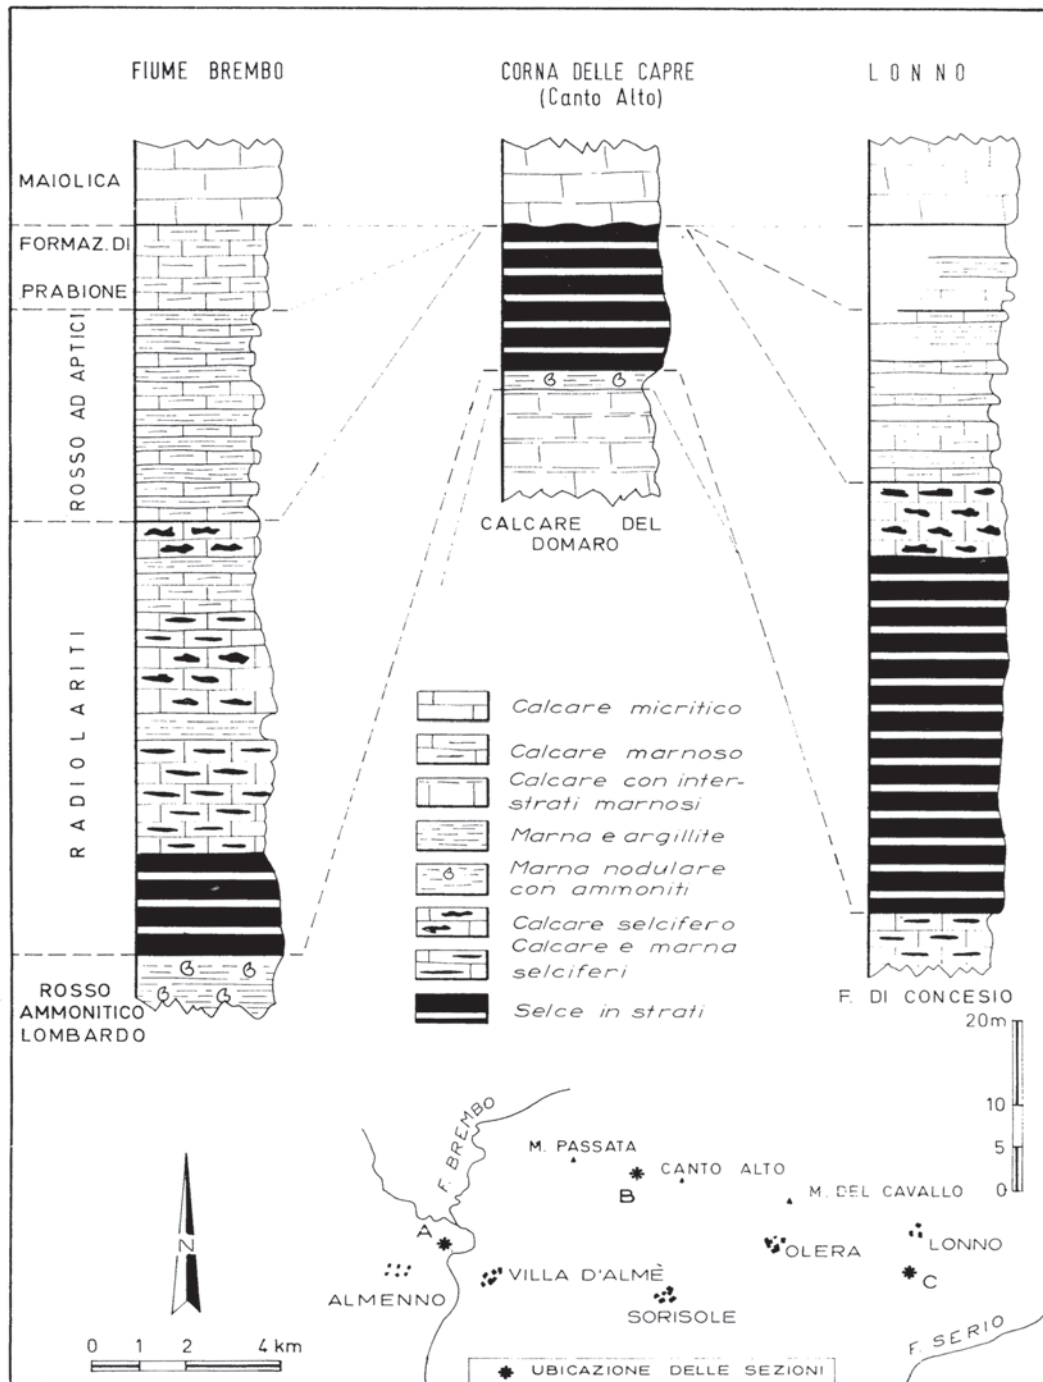 FIUME BREMBO
CORNA DELLE CAPRE
(Canto Alto)
LONNO
MAIOLICA
FORMAZ. DI
PRABIONE
ROSSO AD APTICI
RADIOLARITI
ROSSO
AMMONITICO
LOMBARDO
CALCARE DEL
DOMARO
F. DI CONCESIO
Calcare micritico
Calcare marnoso
Calcare con inter-
strati marnosi
Marna e argillite
Marna nodulare
con ammoniti
Calcare selcifero
Calcare e marna
selciferi
Selce in strati
20m
10
5
0
F. BREMBO
M. PASSATA
CANTO ALTO
B
M. DEL CAVALLO
A
N
OLERA
LONNO
C
ALMENNO
VILLA D'ALMÈ
SORISOLE
F. SERIO
0 1 2 4 km
UBICAZIONE DELLE SEZIONI